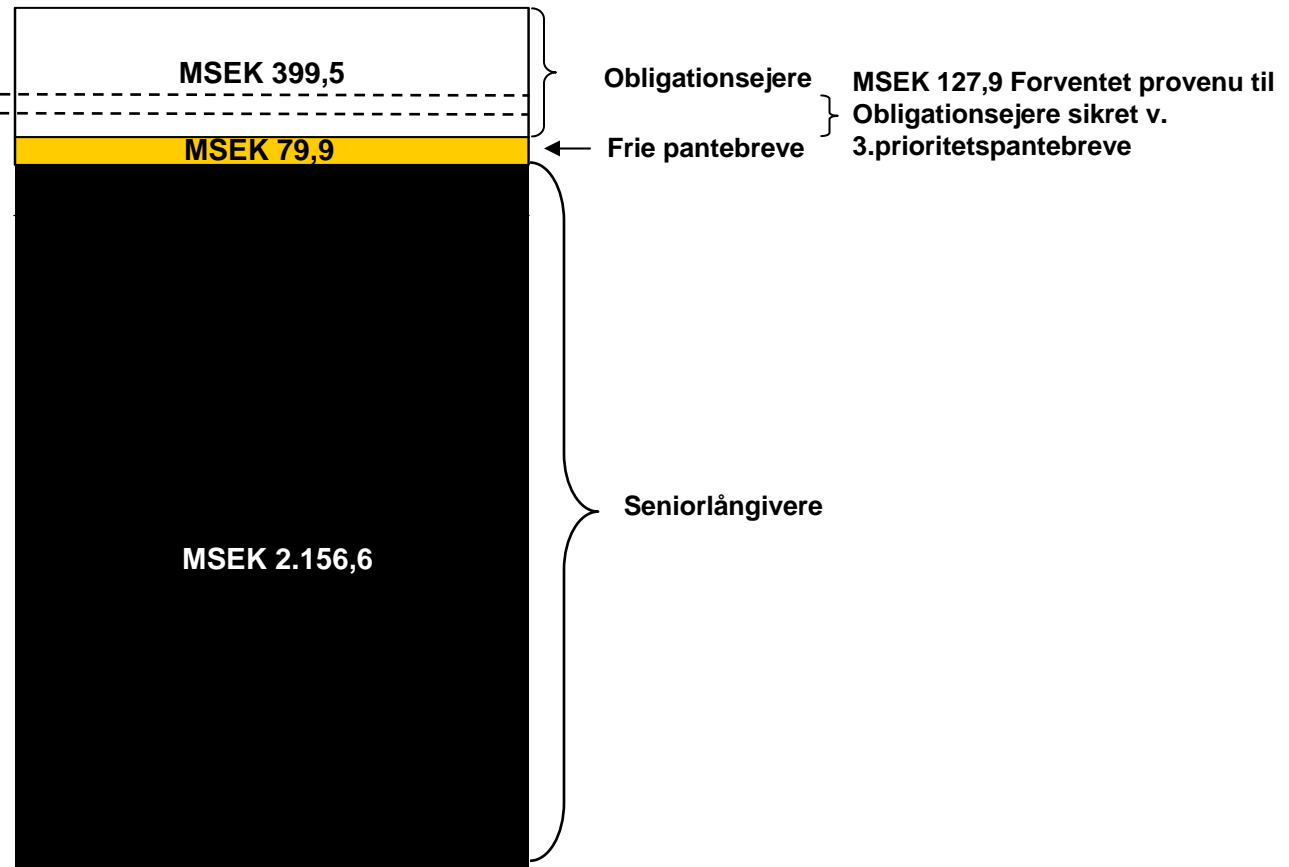 MSEK 399,5
Obligationsejere
MSEK 127,9 Forventet provenu til
Obligationsejere sikret v.
3.prioritetspantebreve
MSEK 79,9
Frie pantebreve
Seniorlångivere
MSEK 2.156,6